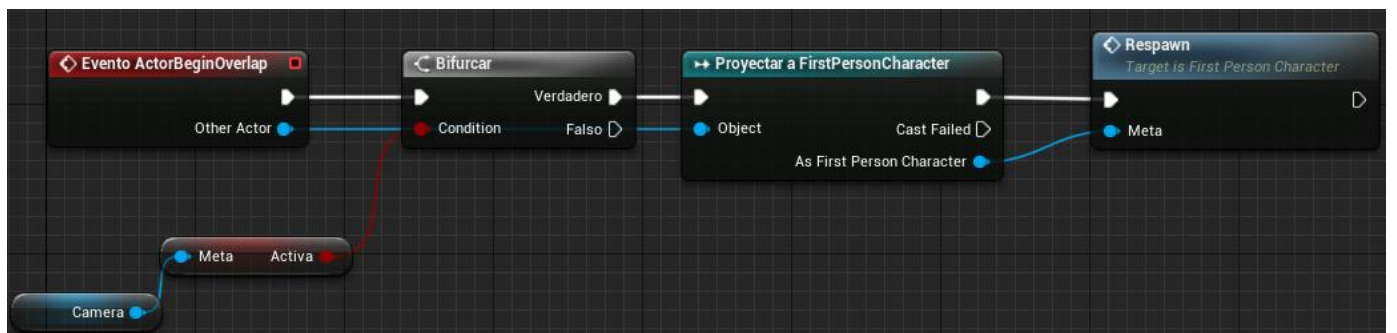 Evento ActorBeginOverlap
Other Actor
Bifurcar
Verdadero
Condition
Falso
Proyectar a FirstPersonCharacter
Object
Cast Failed
As First Person Character
Respawn
Target is First Person Character
Meta
Meta
Activa
Camera